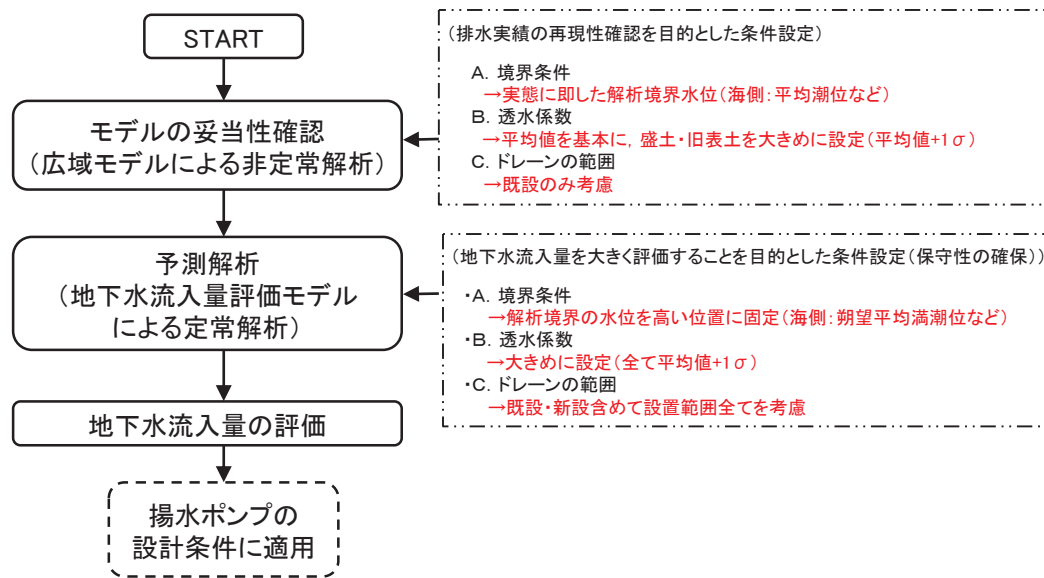 START
モデルの妥当性確認
（広域モデルによる非定常解析）
予測解析
（地下水流入量評価モデル
による定常解析）
地下水流入量の評価
揚水ポンプの
設計条件に適用
（排水実績の再現性確認を目的とした条件設定）
A．境界条件
→実態に即した解析境界水位（海側：平均潮位など）
B．透水係数
→平均値を基本に，盛土・旧表土を大きめに設定（平均値+1σ）
C．ドレーンの範囲
→既設のみ考慮
（地下水流入量を大きく評価することを目的とした条件設定（保守性の確保））
・A．境界条件
→解析境界の水位を高い位置に固定（海側：朔望平均満潮位など）
・B．透水係数
→大きめに設定（全て平均値+1σ）
・C．ドレーンの範囲
→既設・新設含めて設置範囲全てを考慮